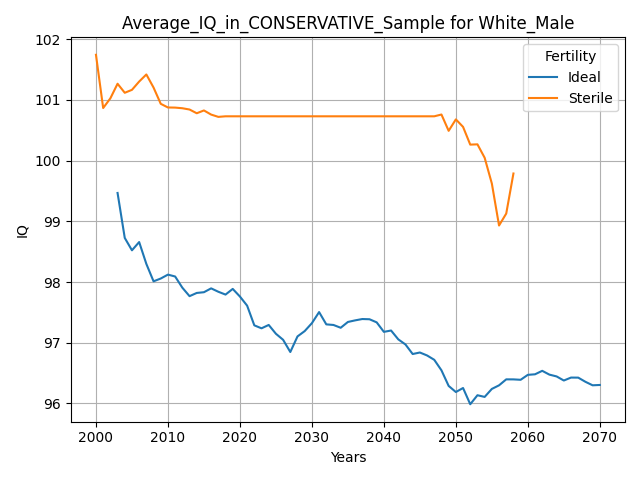 Average_IQ_in_CONSERVATIVE_Sample for White_Male
102
101
100
99
98
97
96
IQ
Fertility
Ideal
Sterile
2000 2010 2020 2030 2040 2050 2060 2070
Years